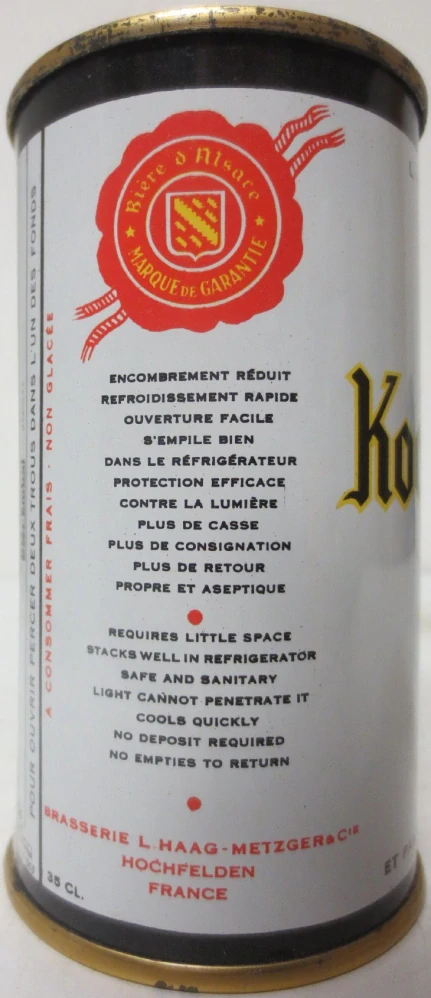 Bière d'Alsace
MARQUE DE GARANTIE
ENCOMBREMENT RÉDUIT
REFROIDISSEMENT RAPIDE
OUVERTURE FACILE
S'EMPILE BIEN
DANS LE RÉFRIGÉRATEUR
PROTECTION EFFICACE
CONTRE LA LUMIÈRE
PLUS DE CASSE
PLUS DE CONSIGNATION
PLUS DE RETOUR
PROPRE ET ASEPTIQUE
REQUIRES LITTLE SPACE
STACKS WELL IN REFRIGERATOR
SAFE AND SANITARY
LIGHT CANNOT PENETRATE IT
COOLS QUICKLY
NO DEPOSIT REQUIRED
NO EMPTIES TO RETURN
BRASSERIE L. HAAG-METZGER & CIE
HOCHFELDEN
FRANCE
35 CL.
A CONSOMMER FRAIS - NON GLACÉE
POUR OUVRIR PERCER DEUX TROUS DANS L'UN DES FONDS
Ko
ET